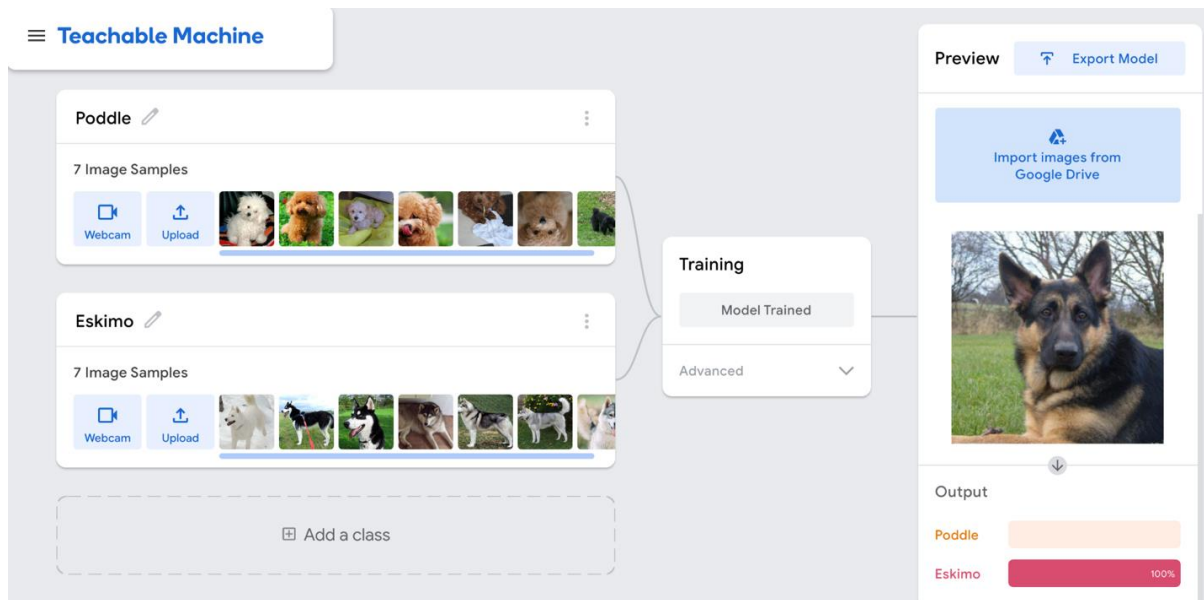 Teachable Machine
Preview
Export Model
Poddle
7 Image Samples
Webcam
Upload
Import images from
Google Drive
Training
Model Trained
Advanced
Eskimo
7 Image Samples
Webcam
Upload
Add a class
Output
Poddle
Eskimo
100%